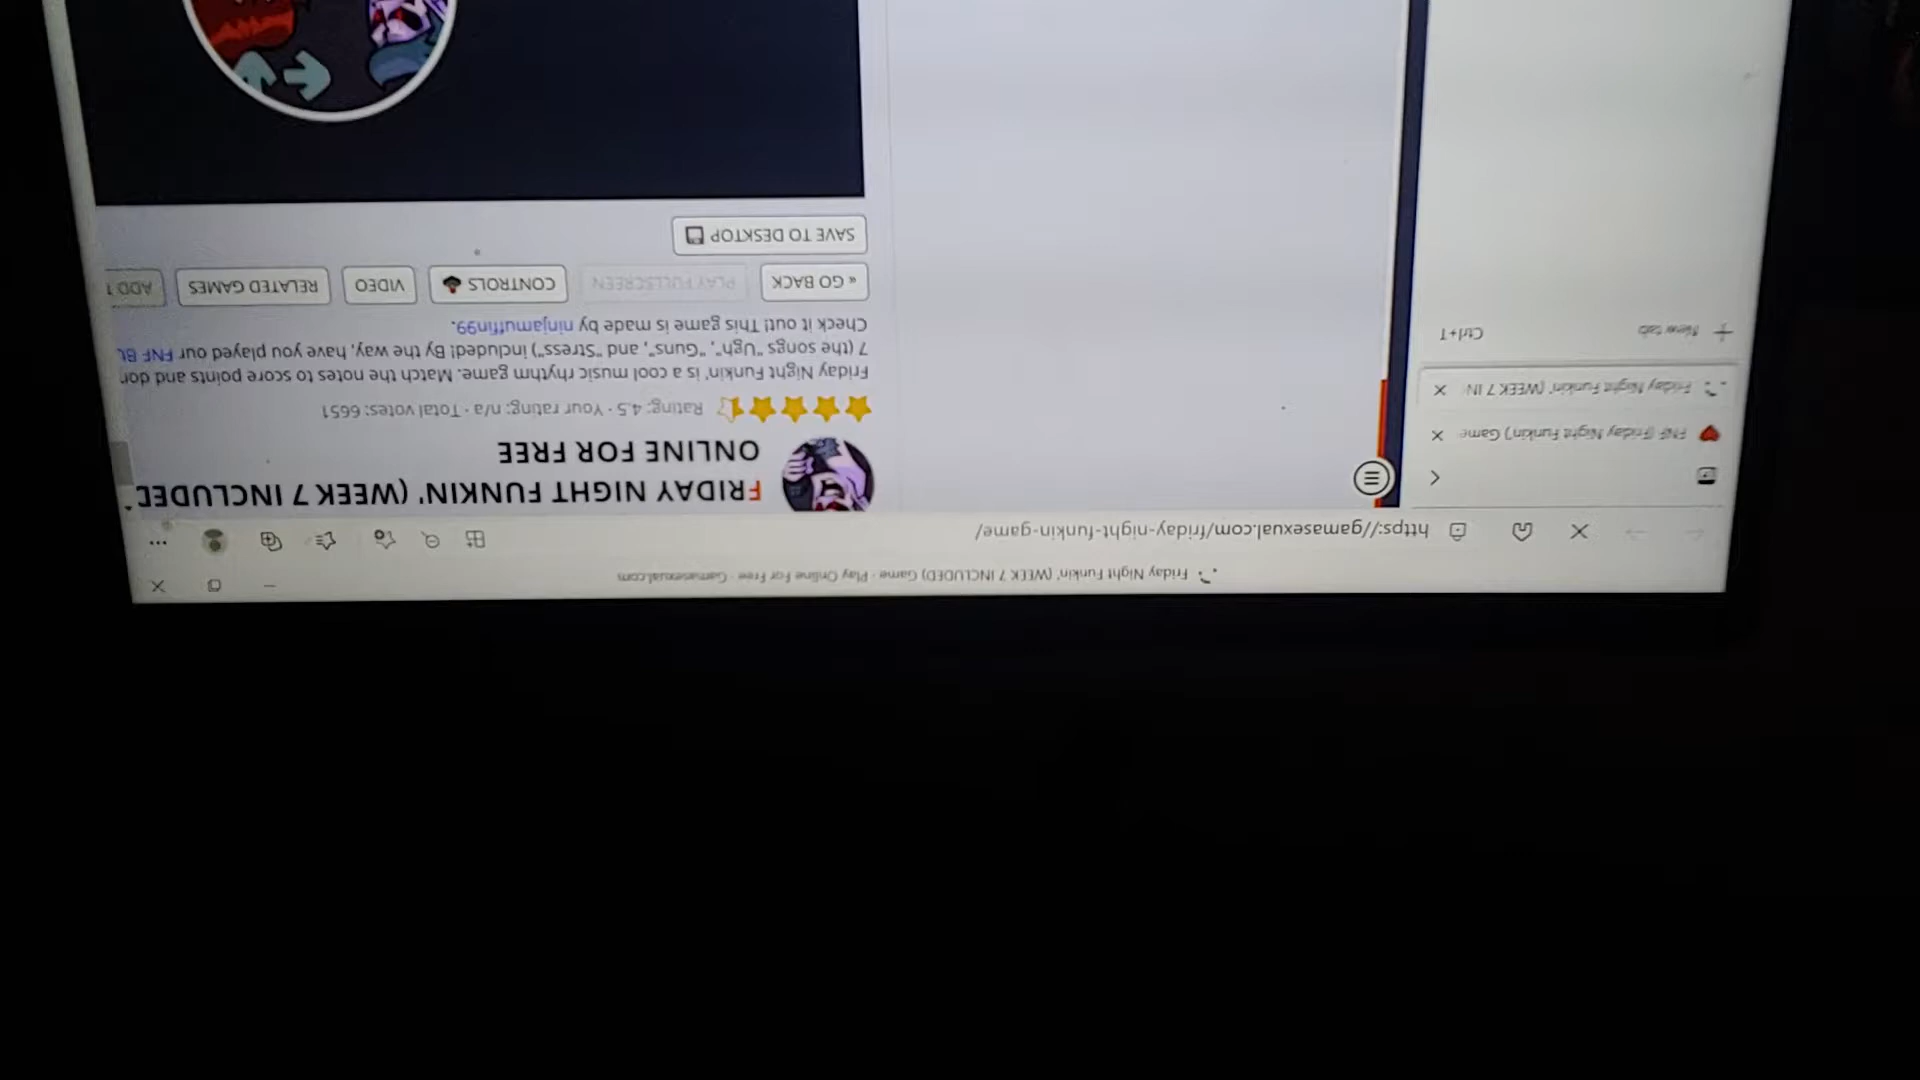 Friday Night Funkin' (WEEK 7 INCLUDED) Game - Play Online For Free - Gamasexual.com
https://gamasexual.com/friday-night-funkin-game/
FNF (Friday Night Funkin') Game
Friday Night Funkin' (WEEK 7 IN
New tab
Ctrl+T
FRIDAY NIGHT FUNKIN' (WEEK 7 INCLUDED
ONLINE FOR FREE
Rating: 4.5 · Your rating: n/a · Total votes: 6651
Friday Night Funkin' is a cool music rhythm game. Match the notes to score points and don
7 (the songs "Ugh", "Guns", and "Stress") included! By the way, have you played our FNF
Check it out! This game is made by ninjamuffin99.
« GO BACK
PLAY FULLSCREEN
CONTROLS
VIDEO
RELATED GAMES
ADD
SAVE TO DESKTOP